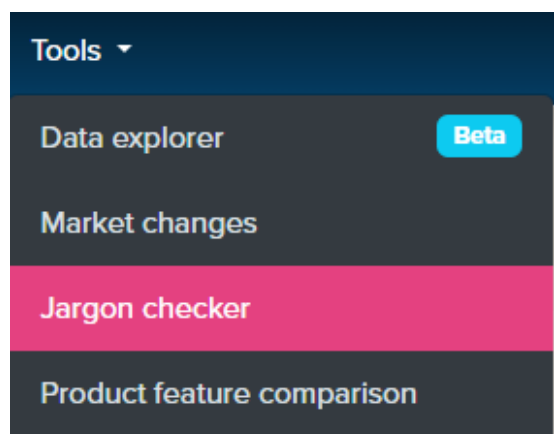 Tools
Data explorer Beta
Market changes
Jargon checker
Product feature comparison